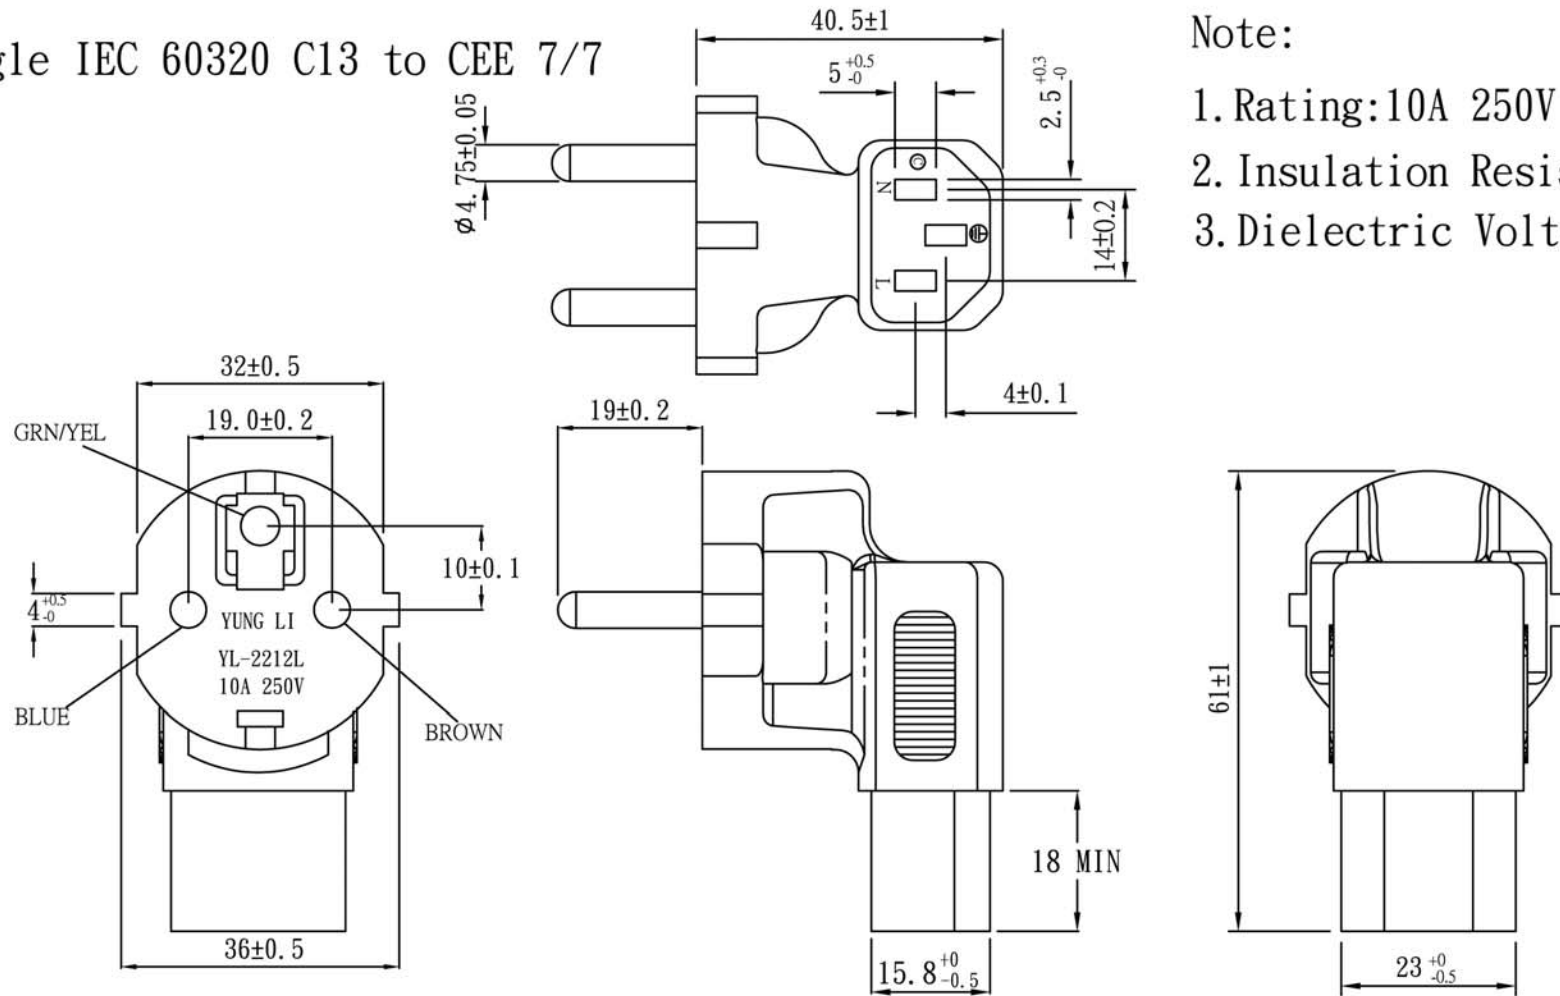 gle IEC 60320 C13 to CEE 7/7
40.5±1
5 +0.5 -0
2.5 +0.3 -0
ø4.75±0.05
N
L
14±0.2
4±0.1
Note:
1.Rating:10A 250V
2.Insulation Resis
3.Dielectric Volt
32±0.5
19.0±0.2
GRN/YEL
10±0.1
4 +0.5 -0
YUNG LI
YL-2212L
10A 250V
BLUE
BROWN
36±0.5
19±0.2
18 MIN
15.8 +0 -0.5
61±1
23 +0 -0.5